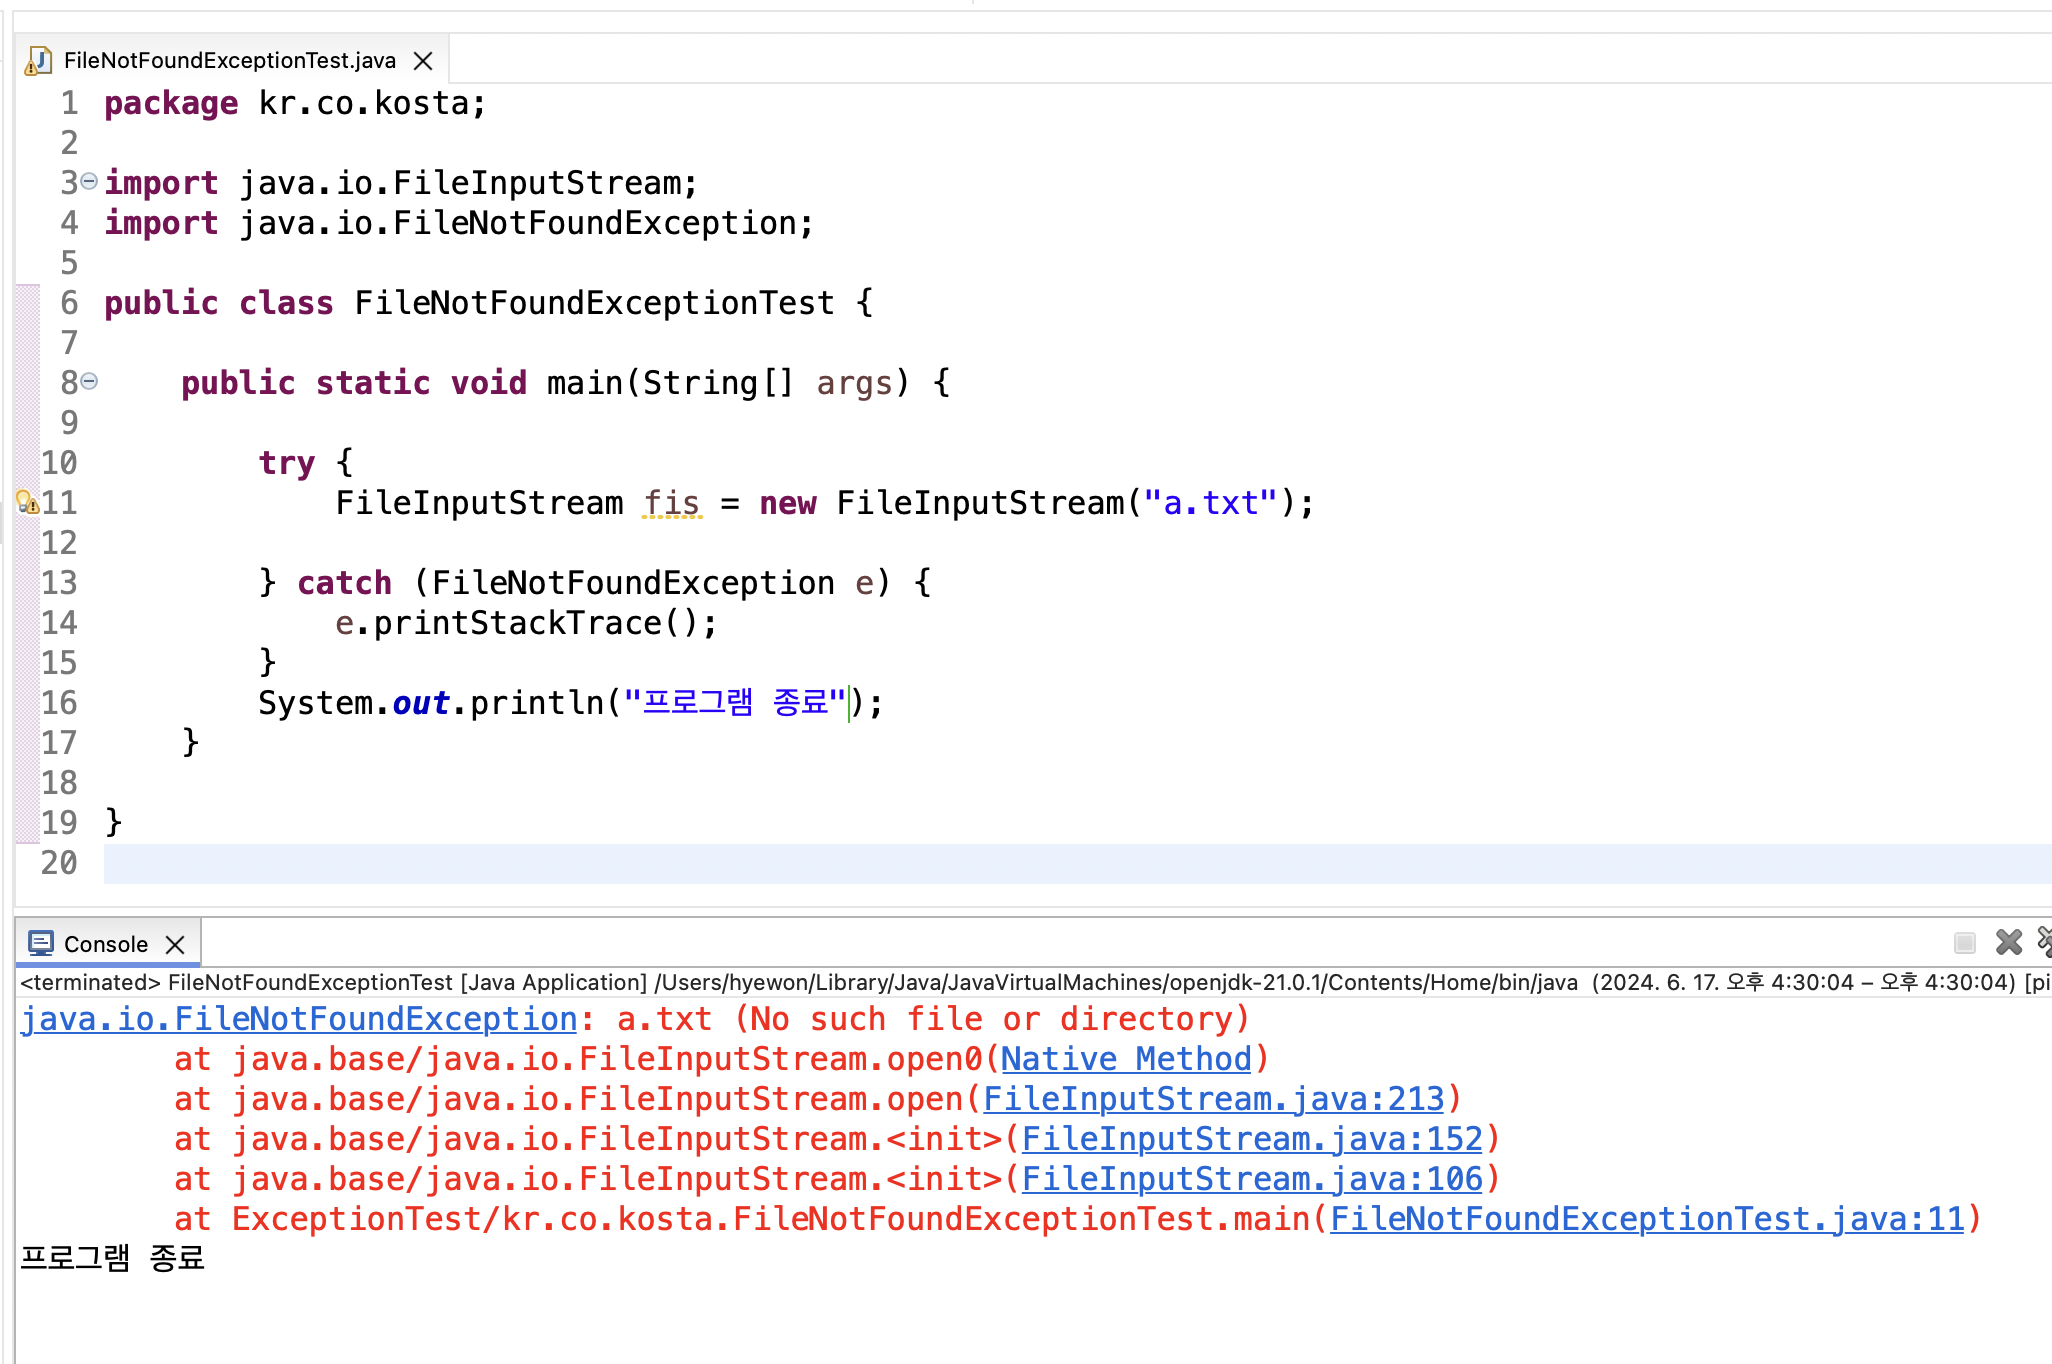 FileNotFoundExceptionTest.java
1 package kr.co.kosta;
2
3 import java.io.FileInputStream;
4 import java.io.FileNotFoundException;
5
6 public class FileNotFoundExceptionTest {
7
8     public static void main(String[] args) {
9
10         try {
11             FileInputStream fis = new FileInputStream("a.txt");
12
13         } catch (FileNotFoundException e) {
14             e.printStackTrace();
15         }
16         System.out.println("프로그램 종료");
17     }
18
19 }
20
Console
<terminated> FileNotFoundExceptionTest [Java Application] /Users/hyewon/Library/Java/JavaVirtualMachines/openjdk-21.0.1/Contents/Home/bin/java (2024. 6. 17. 오후 4:30:04 – 오후 4:30:04) [pi
java.io.FileNotFoundException: a.txt (No such file or directory)
        at java.base/java.io.FileInputStream.open0(Native Method)
        at java.base/java.io.FileInputStream.open(FileInputStream.java:213)
        at java.base/java.io.FileInputStream.<init>(FileInputStream.java:152)
        at java.base/java.io.FileInputStream.<init>(FileInputStream.java:106)
        at ExceptionTest/kr.co.kosta.FileNotFoundExceptionTest.main(FileNotFoundExceptionTest.java:11)
프로그램 종료